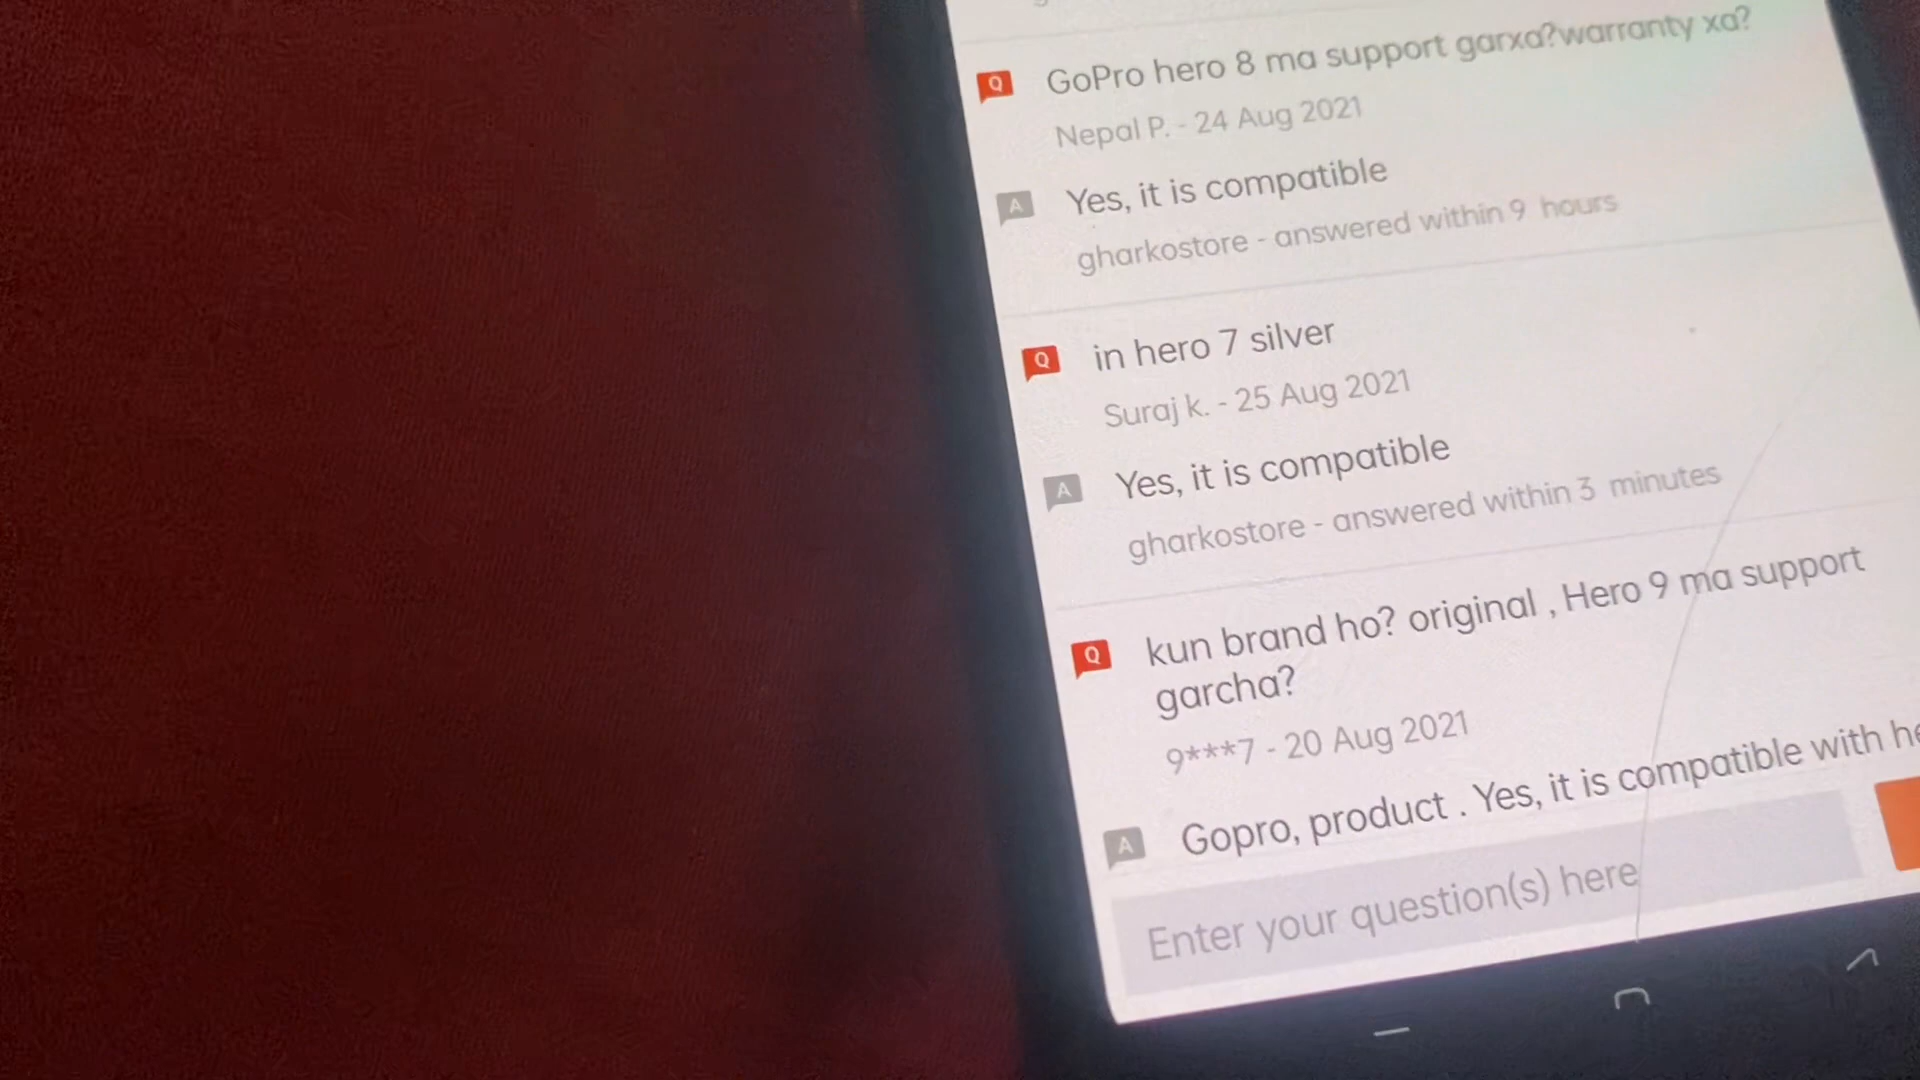 Q GoPro hero 8 ma support garxa?warranty xa?
Nepal P. - 24 Aug 2021
A Yes, it is compatible
gharkostore - answered within 9 hours
Q in hero 7 silver
Suraj k. - 25 Aug 2021
A Yes, it is compatible
gharkostore - answered within 3 minutes
Q kun brand ho? original , Hero 9 ma support
garcha?
9***7 - 20 Aug 2021
A Gopro, product . Yes, it is compatible with
Enter your question(s) here